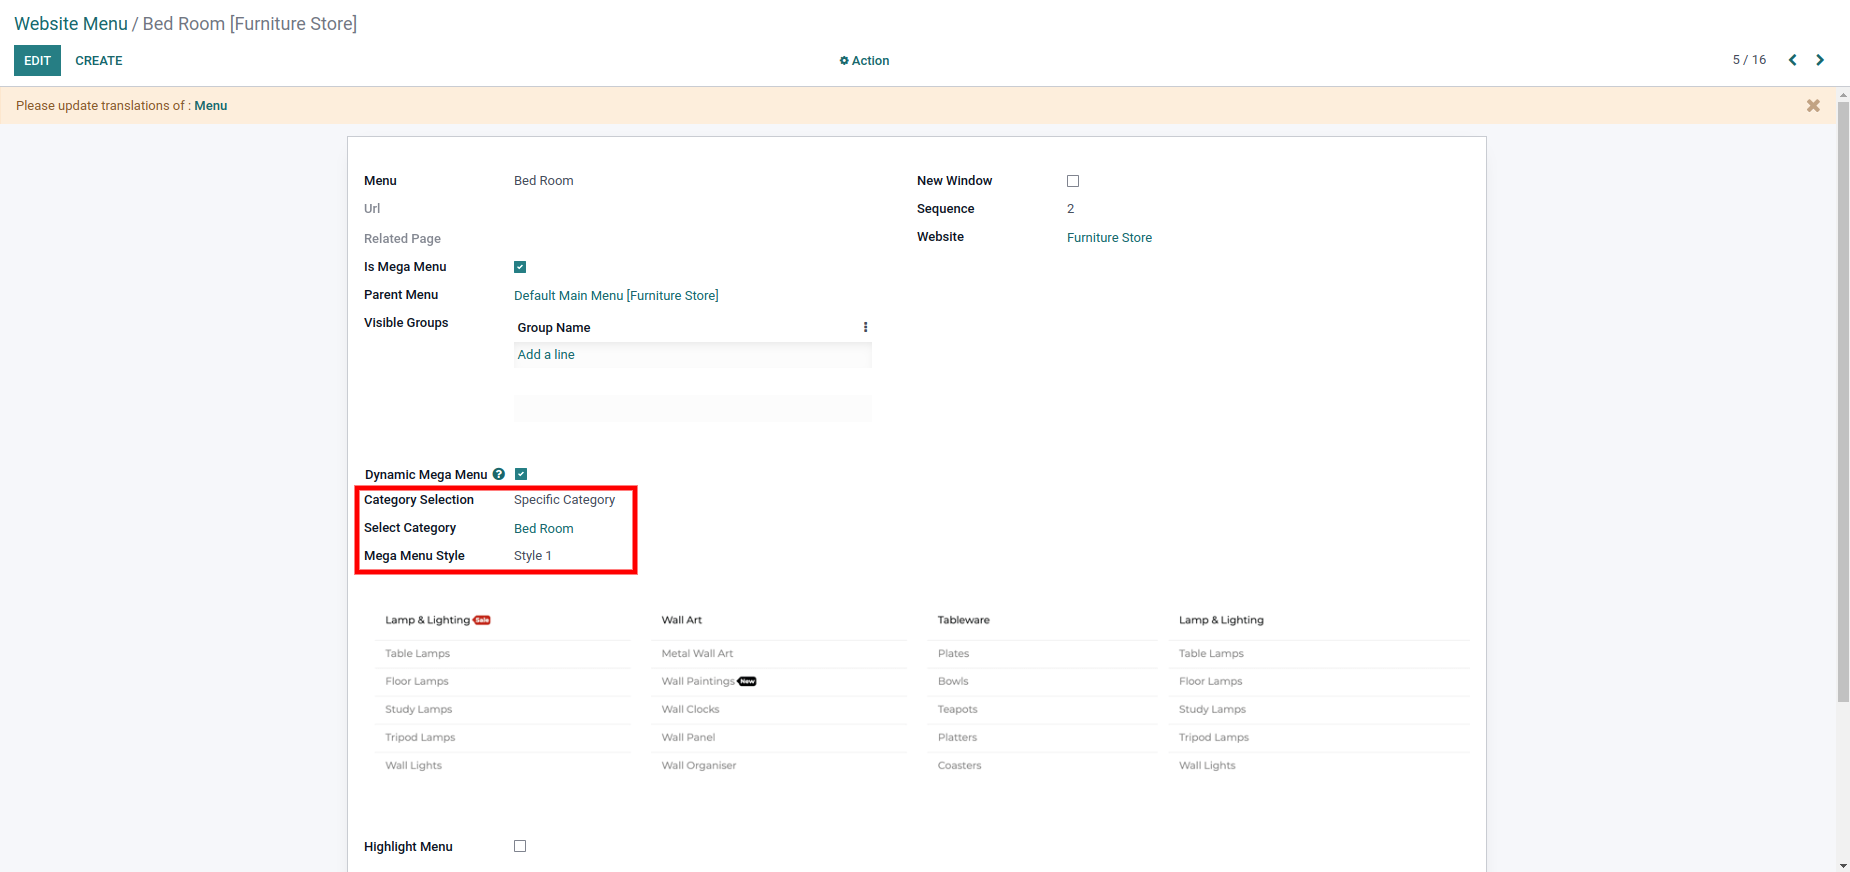 Website Menu / Bed Room [Furniture Store]
EDIT CREATE Action 5 / 16
Please update translations of : Menu
Menu Bed Room New Window
Url Sequence 2
Related Page Website Furniture Store
Is Mega Menu
Parent Menu Default Main Menu [Furniture Store]
Visible Groups Group Name
Add a line
Dynamic Mega Menu ?
Category Selection Specific Category
Select Category Bed Room
Mega Menu Style Style 1
Lamp & Lighting Sale Wall Art Tableware Lamp & Lighting
Table Lamps Metal Wall Art Plates Table Lamps
Floor Lamps Wall Paintings New Bowls Floor Lamps
Study Lamps Wall Clocks Teapots Study Lamps
Tripod Lamps Wall Panel Platters Tripod Lamps
Wall Lights Wall Organiser Coasters Wall Lights
Highlight Menu